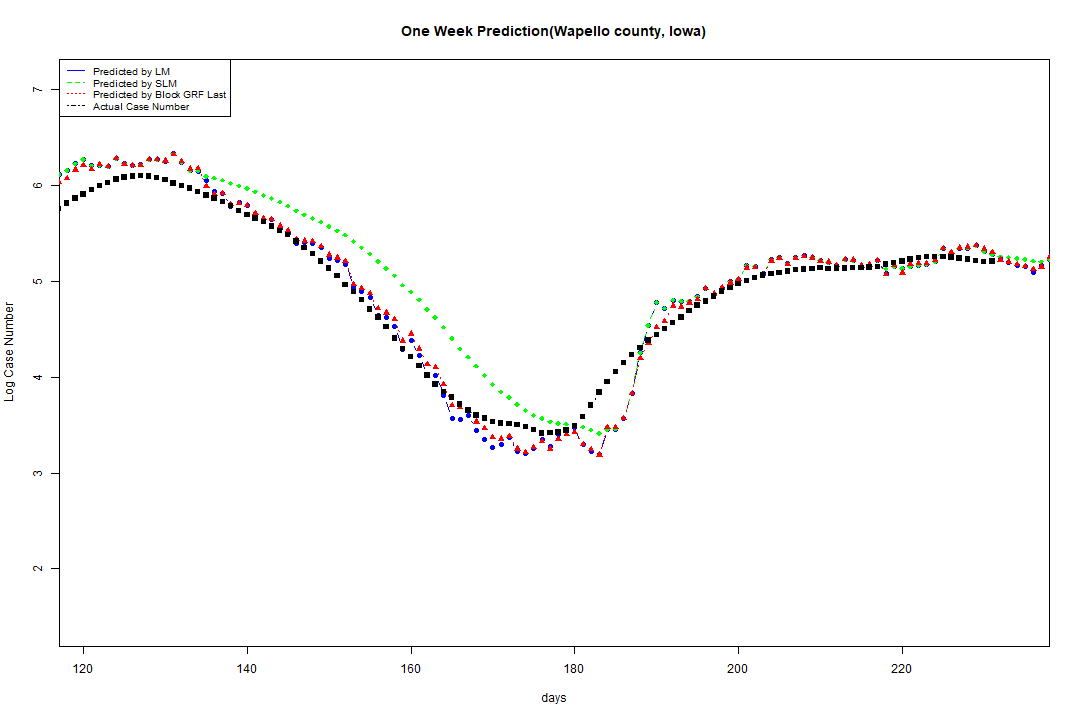 One Week Prediction(Wapello county, Iowa)
Predicted by LM
Predicted by SLM
Predicted by Block GRF Last
Actual Case Number
7
6
5
4
3
2
Log Case Number
120 140 160 180 200 220
days